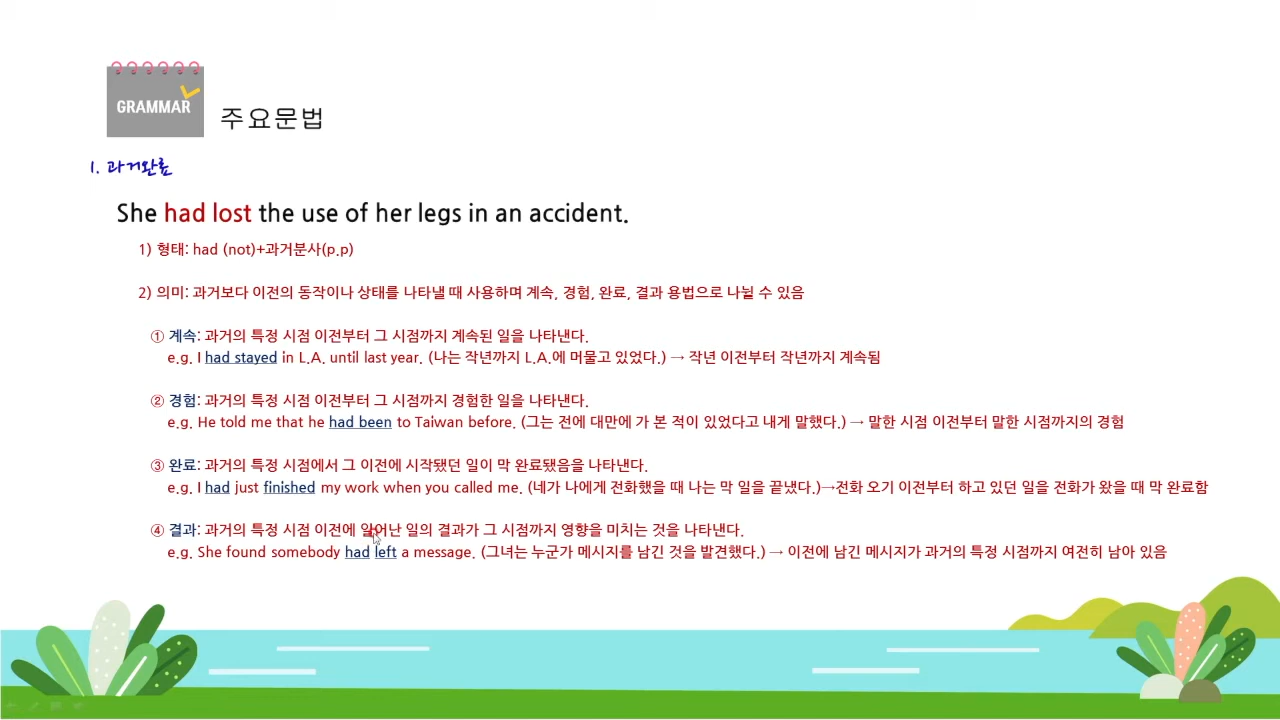 GRAMMAR
주요문법
1. 과거완료
She had lost the use of her legs in an accident.
1) 형태: had (not)+과거분사(p.p)
2) 의미: 과거보다 이전의 동작이나 상태를 나타낼 때 사용하며 계속, 경험, 완료, 결과 용법으로 나뉠 수 있음
① 계속: 과거의 특정 시점 이전부터 그 시점까지 계속된 일을 나타낸다.
e.g. I had stayed in L.A. until last year. (나는 작년까지 L.A.에 머물고 있었다.) → 작년 이전부터 작년까지 계속됨
② 경험: 과거의 특정 시점 이전부터 그 시점까지 경험한 일을 나타낸다.
e.g. He told me that he had been to Taiwan before. (그는 전에 대만에 가 본 적이 있었다고 내게 말했다.) → 말한 시점 이전부터 말한 시점까지의 경험
③ 완료: 과거의 특정 시점에서 그 이전에 시작됐던 일이 막 완료됐음을 나타낸다.
e.g. I had just finished my work when you called me. (네가 나에게 전화했을 때 나는 막 일을 끝냈다.)→전화 오기 이전부터 하고 있던 일을 전화가 왔을 때 막 완료함
④ 결과: 과거의 특정 시점 이전에 일어난 일의 결과가 그 시점까지 영향을 미치는 것을 나타낸다.
e.g. She found somebody had left a message. (그녀는 누군가 메시지를 남긴 것을 발견했다.) → 이전에 남긴 메시지가 과거의 특정 시점까지 여전히 남아 있음